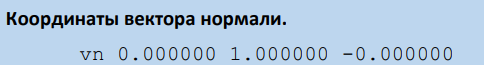 Координаты вектора нормали.
vn 0.000000 1.000000 -0.000000